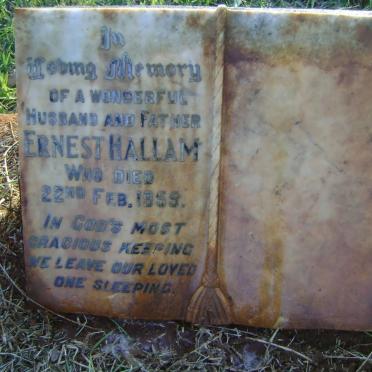 In
Loving Memory
OF A WONDERFUL
HUSBAND AND FATHER
ERNEST HALLAM
WHO DIED
22ND FEB. 1959.
IN GOD'S MOST
GRACIOUS KEEPING
WE LEAVE OUR LOVED
ONE SLEEPING.